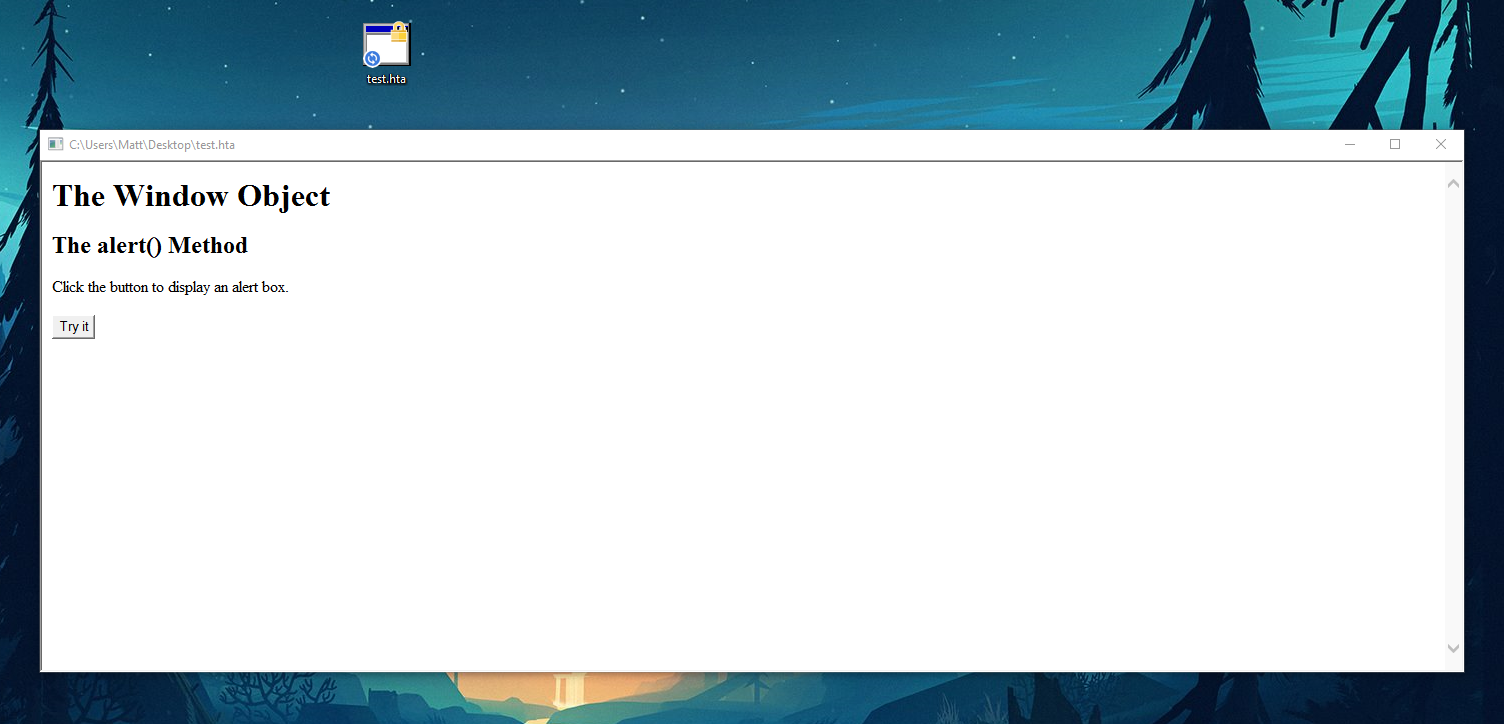 test.hta
C:\Users\Matt\Desktop\test.hta
The Window Object
The alert() Method
Click the button to display an alert box.
Try it